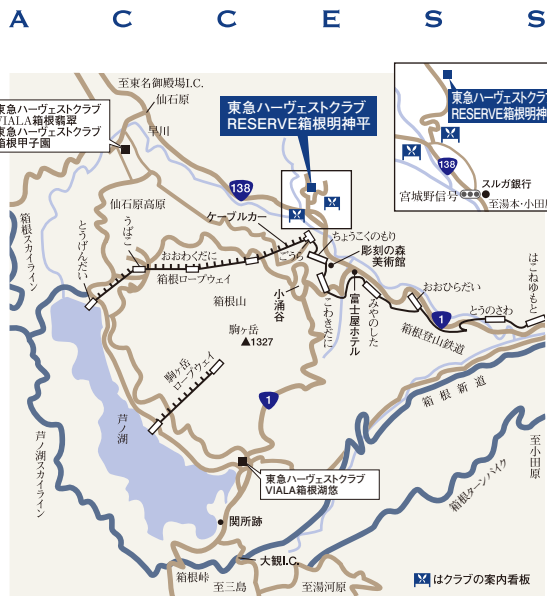 A C C E S S
至東名御殿場I.C.
仙石原
早川
東急ハーヴェストクラブ
VIALA箱根翡翠
東急ハーヴェストクラブ
箱根甲子園
東急ハーヴェストクラブ
RESERVE箱根明神平
138
東急ハーヴェストクラブ
RESERVE箱根明神
138
宮城野信号
スルガ銀行
至湯本・小田原
仙石原高原
ケーブルカー
箱根スカイライン
とうげんだい
うばこ
おおわくだに
箱根ロープウェイ
ごうら
ちょうこくのもり
彫刻の森
美術館
箱根山
小涌谷
こわきだに
富士屋ホテル
みやのした
おおひらだい
とうのさわ
はこねゆもと
1
箱根登山鉄道
駒ヶ岳
▲1327
駒ヶ岳
ロープウェイ
1
箱根新道
芦ノ湖
芦ノ湖スカイライン
至小田原
箱根ターンパイク
東急ハーヴェストクラブ
VIALA箱根湖悠
関所跡
大観I.C.
箱根峠
至三島
至湯河原
はクラブの案内看板